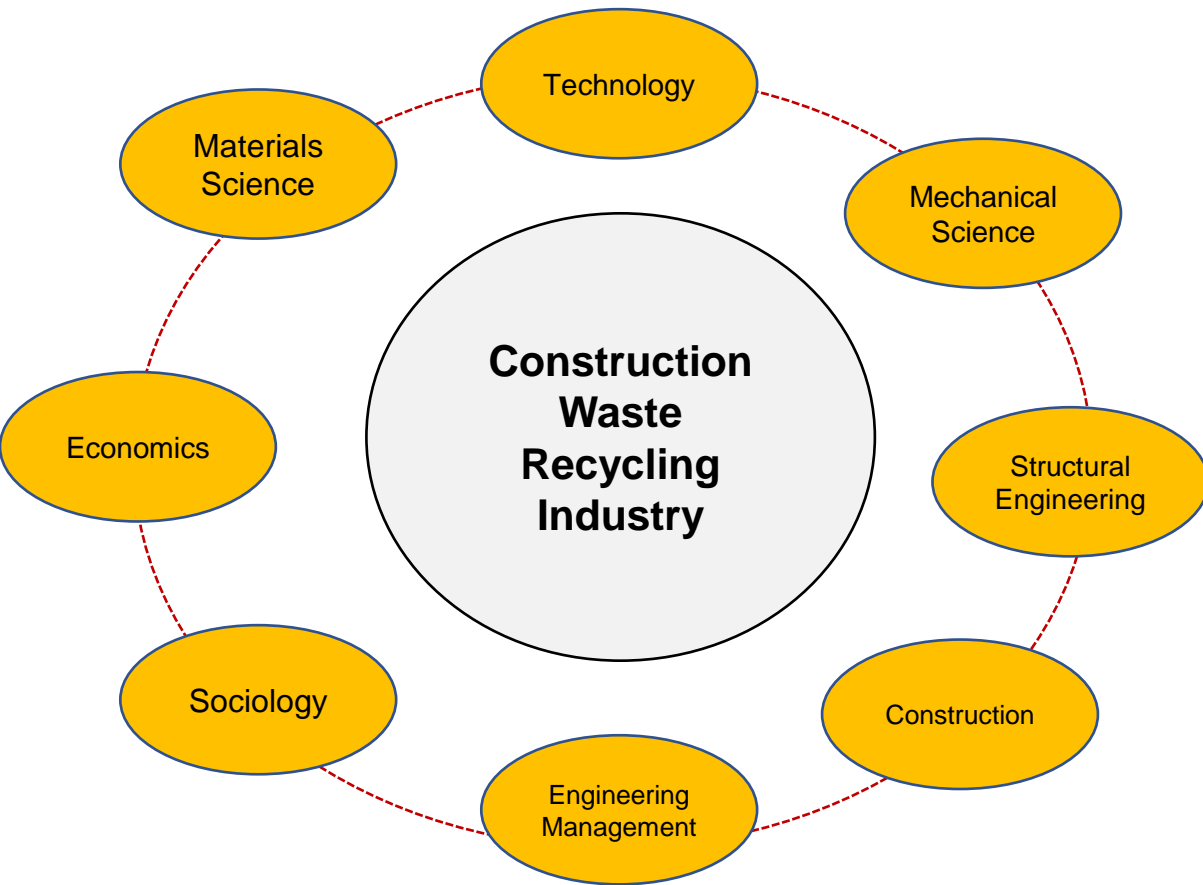 Technology
Materials
Science
Mechanical
Science
Construction
Waste
Recycling
Industry
Economics
Structural
Engineering
Sociology
Construction
Engineering
Management